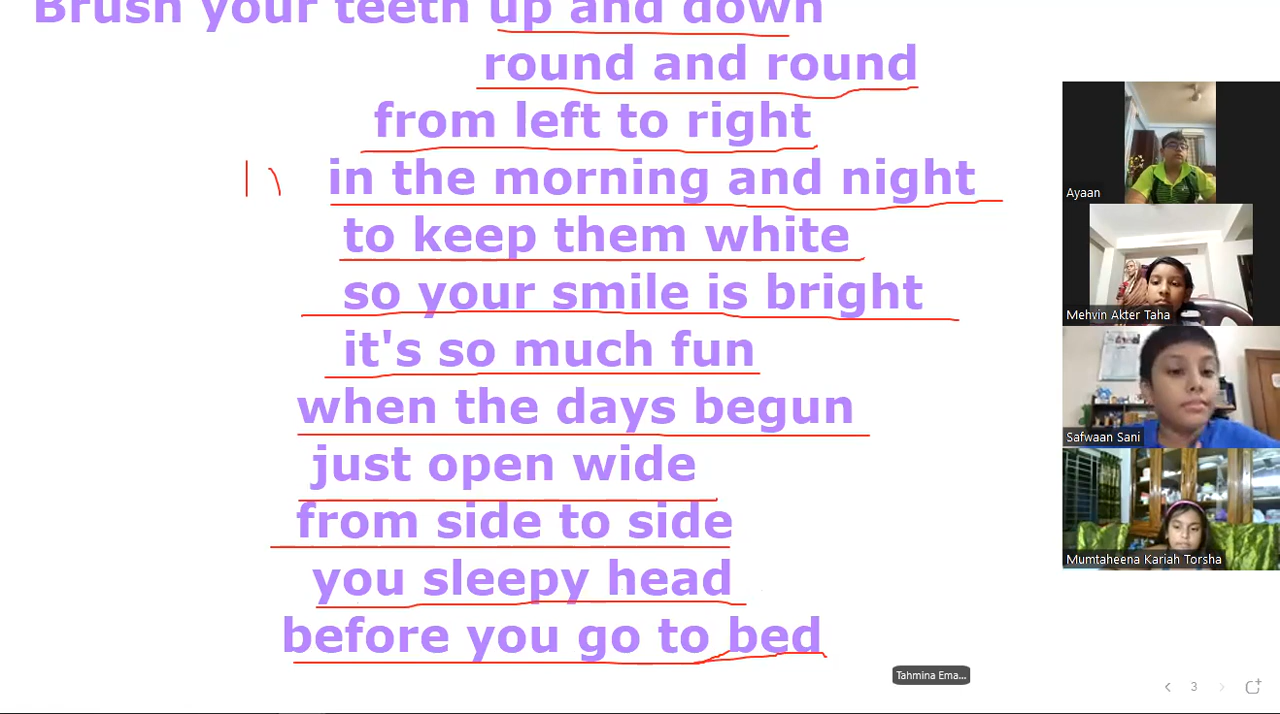 Brush your teeth up and down
round and round
from left to right
in the morning and night
to keep them white
so your smile is bright
it's so much fun
when the days begun
just open wide
from side to side
you sleepy head
before you go to bed
Ayaan
Mehvin Akter Taha
Safwaan Sani
Mumtaheena Kariah Torsha
Tahmina Ema...
3